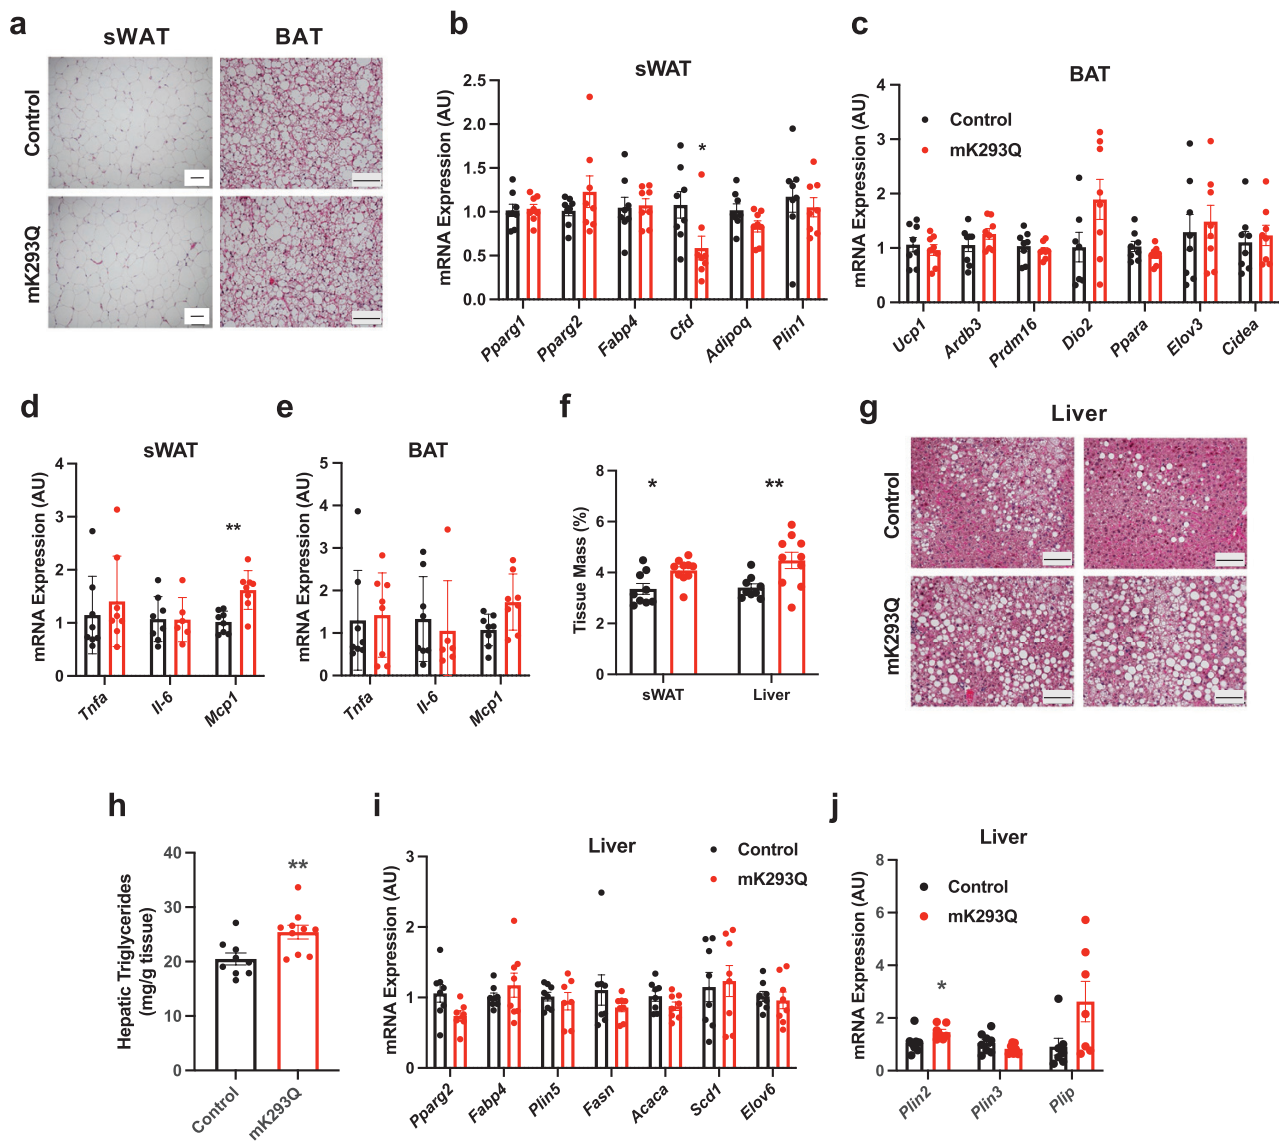 a
sWAT
BAT
Control
mK293Q
b
sWAT
mRNA Expression (AU)
2.5
2.0
1.5
1.0
0.5
0.0
*
Pparg1
Pparg2
Fabp4
Cfd
Adipoq
Plin1
c
BAT
mRNA Expression (AU)
4
3
2
1
0
Control
mK293Q
Ucp1
Ardb3
Prdm16
Dio2
Ppara
Elov3
Cidea
d
sWAT
mRNA Expression (AU)
4
3
2
1
0
**
Tnfa
Il-6
Mcp1
e
BAT
mRNA Expression (AU)
5
4
3
2
1
0
Tnfa
Il-6
Mcp1
f
Tissue Mass (%)
8
6
4
2
0
*
**
sWAT
Liver
g
Liver
Control
mK293Q
h
Hepatic Triglycerides
(mg/g tissue)
40
30
20
10
0
**
Control
mK293Q
i
Liver
mRNA Expression (AU)
3
2
1
0
Control
mK293Q
Pparg2
Fabp4
Plin5
Fasn
Acaca
Scd1
Elov6
j
Liver
mRNA Expression (AU)
8
6
4
2
0
Control
mK293Q
*
Plin2
Plin3
Plip